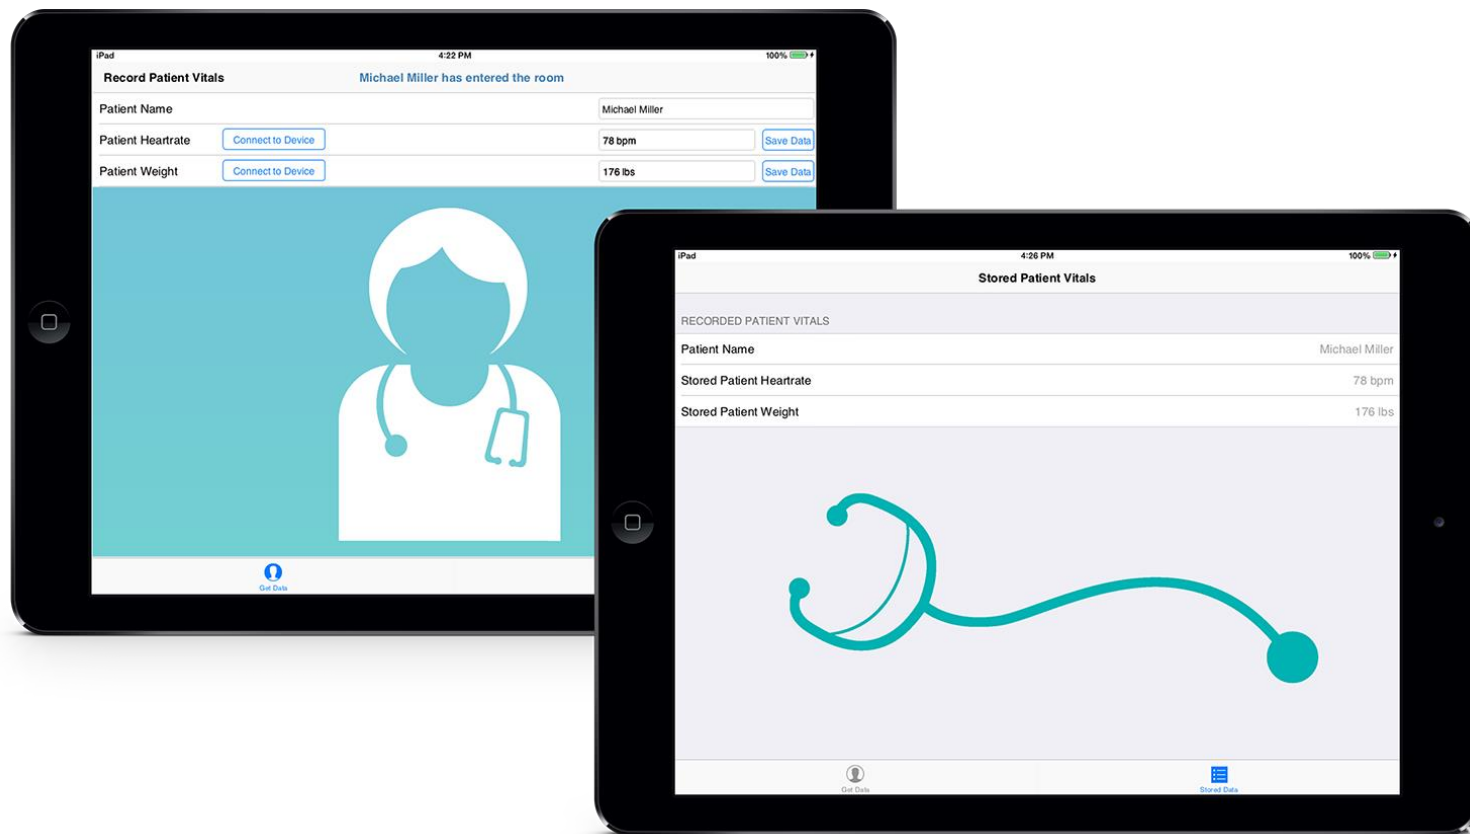 iPad 4:22 PM 100%
Record Patient Vitals Michael Miller has entered the room
Patient Name Michael Miller
Patient Heartrate Connect to Device 78 bpm Save Data
Patient Weight Connect to Device 176 lbs Save Data
Get Data
iPad 4:26 PM 100%
Stored Patient Vitals
RECORDED PATIENT VITALS
Patient Name Michael Miller
Stored Patient Heartrate 78 bpm
Stored Patient Weight 176 lbs
Get Data Stored Data